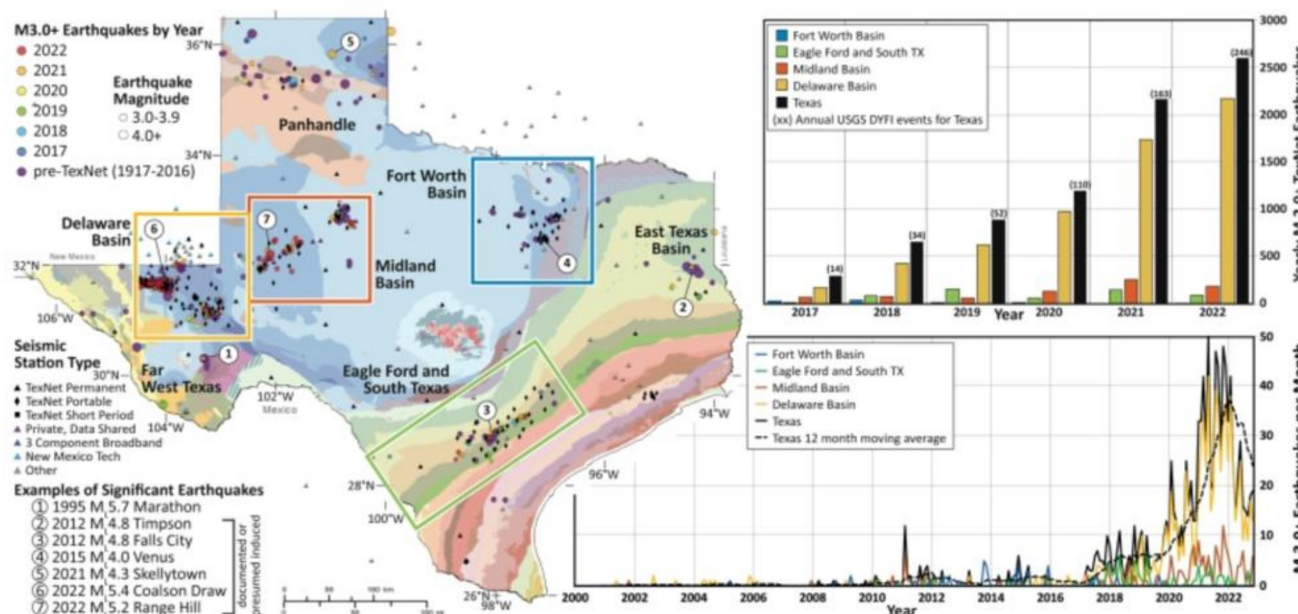 M3.0+ Earthquakes by Year
2022
2021
2020
2019
2018
2017
pre-TexNet (1917-2016)
Earthquake
Magnitude
3.0-3.9
4.0+
36°N
34°N
32°N
30°N
28°N
26°N
106°W
104°W
102°W
100°W
98°W
96°W
94°W
Panhandle
Fort Worth
Basin
Delaware
Basin
Midland
Basin
East Texas
Basin
Far
West Texas
Eagle Ford and
South Texas
New Mexico
Mexico
Louisiana
1
2
3
4
5
6
7
Seismic
Station Type
TexNet Permanent
TexNet Portable
TexNet Short Period
Private, Data Shared
3 Component Broadband
New Mexico Tech
Other
Examples of Significant Earthquakes
1 1995 M 5.7 Marathon
2 2012 M 4.8 Timpson
3 2012 M 4.8 Falls City
4 2015 M 4.0 Venus
5 2021 M 4.3 Skellytown
6 2022 M 5.4 Coalson Draw
7 2022 M 5.2 Range Hill
documented or
presumed induced
Fort Worth Basin
Eagle Ford and South TX
Midland Basin
Delaware Basin
Texas
(xx) Annual USGS DYFI events for Texas
(14)
(34)
(52)
(110)
(163)
(246)
3000
2500
2000
1500
1000
500
0
2017 2018 2019 2020 2021 2022
Year
Fort Worth Basin
Eagle Ford and South TX
Midland Basin
Delaware Basin
Texas
Texas 12 month moving average
50
40
30
20
10
0
2000 2002 2004 2006 2008 2010 2012 2014 2016 2018 2020 2022
Year